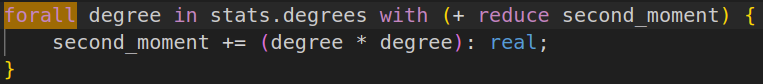 forall degree in stats.degrees with (+ reduce second_moment) {
    second_moment += (degree * degree): real;
}